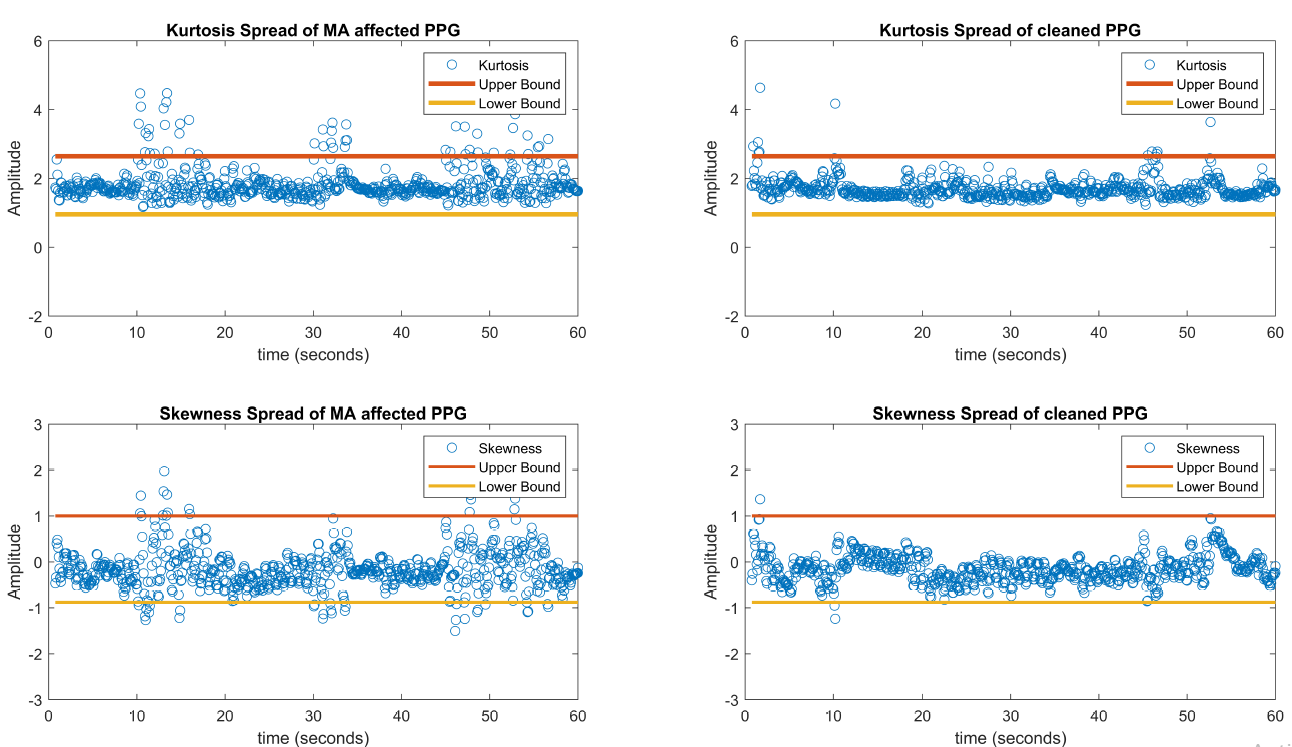 Kurtosis Spread of MA affected PPG
6
4
2
0
-2
Amplitude
Kurtosis
Upper Bound
Lower Bound
0 10 20 30 40 50 60
time (seconds)
Kurtosis Spread of cleaned PPG
6
4
2
0
-2
Amplitude
Kurtosis
Upper Bound
Lower Bound
0 10 20 30 40 50 60
time (seconds)
Skewness Spread of MA affected PPG
3
2
1
0
-1
-2
-3
Amplitude
Skewness
Upper Bound
Lower Bound
0 10 20 30 40 50 60
time (seconds)
Skewness Spread of cleaned PPG
3
2
1
0
-1
-2
-3
Amplitude
Skewness
Upper Bound
Lower Bound
0 10 20 30 40 50 60
time (seconds)